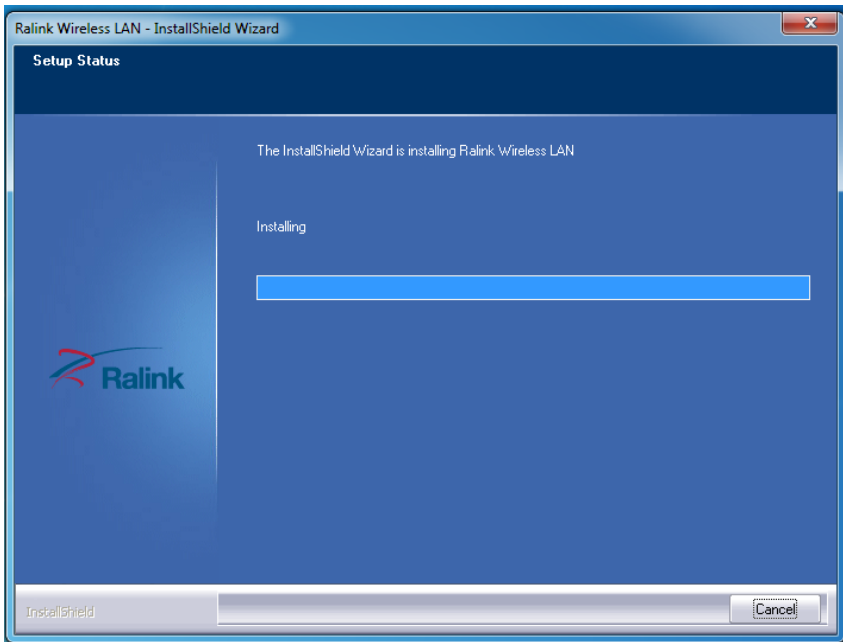 Ralink Wireless LAN - InstallShield Wizard
Setup Status
The InstallShield Wizard is installing Ralink Wireless LAN
Installing
Ralink
InstallShield
Cancel